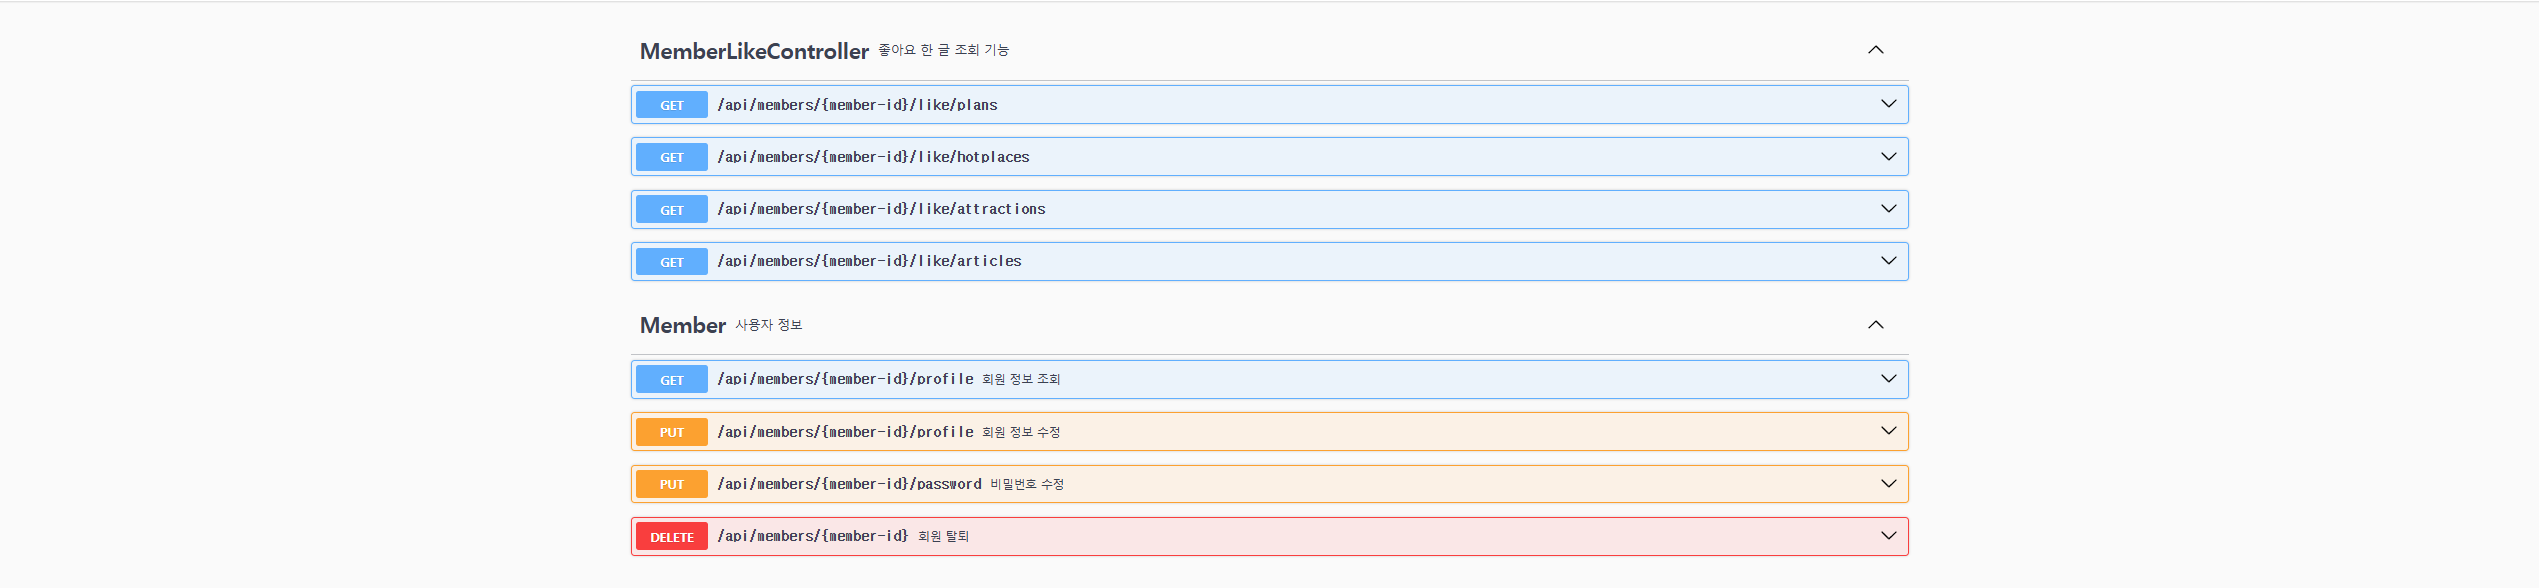 MemberLikeController 좋아요 한 글 조회 기능
GET /api/members/{member-id}/like/plans
GET /api/members/{member-id}/like/hotplaces
GET /api/members/{member-id}/like/attractions
GET /api/members/{member-id}/like/articles
Member 사용자 정보
GET /api/members/{member-id}/profile 회원 정보 조회
PUT /api/members/{member-id}/profile 회원 정보 수정
PUT /api/members/{member-id}/password 비밀번호 수정
DELETE /api/members/{member-id} 회원 탈퇴